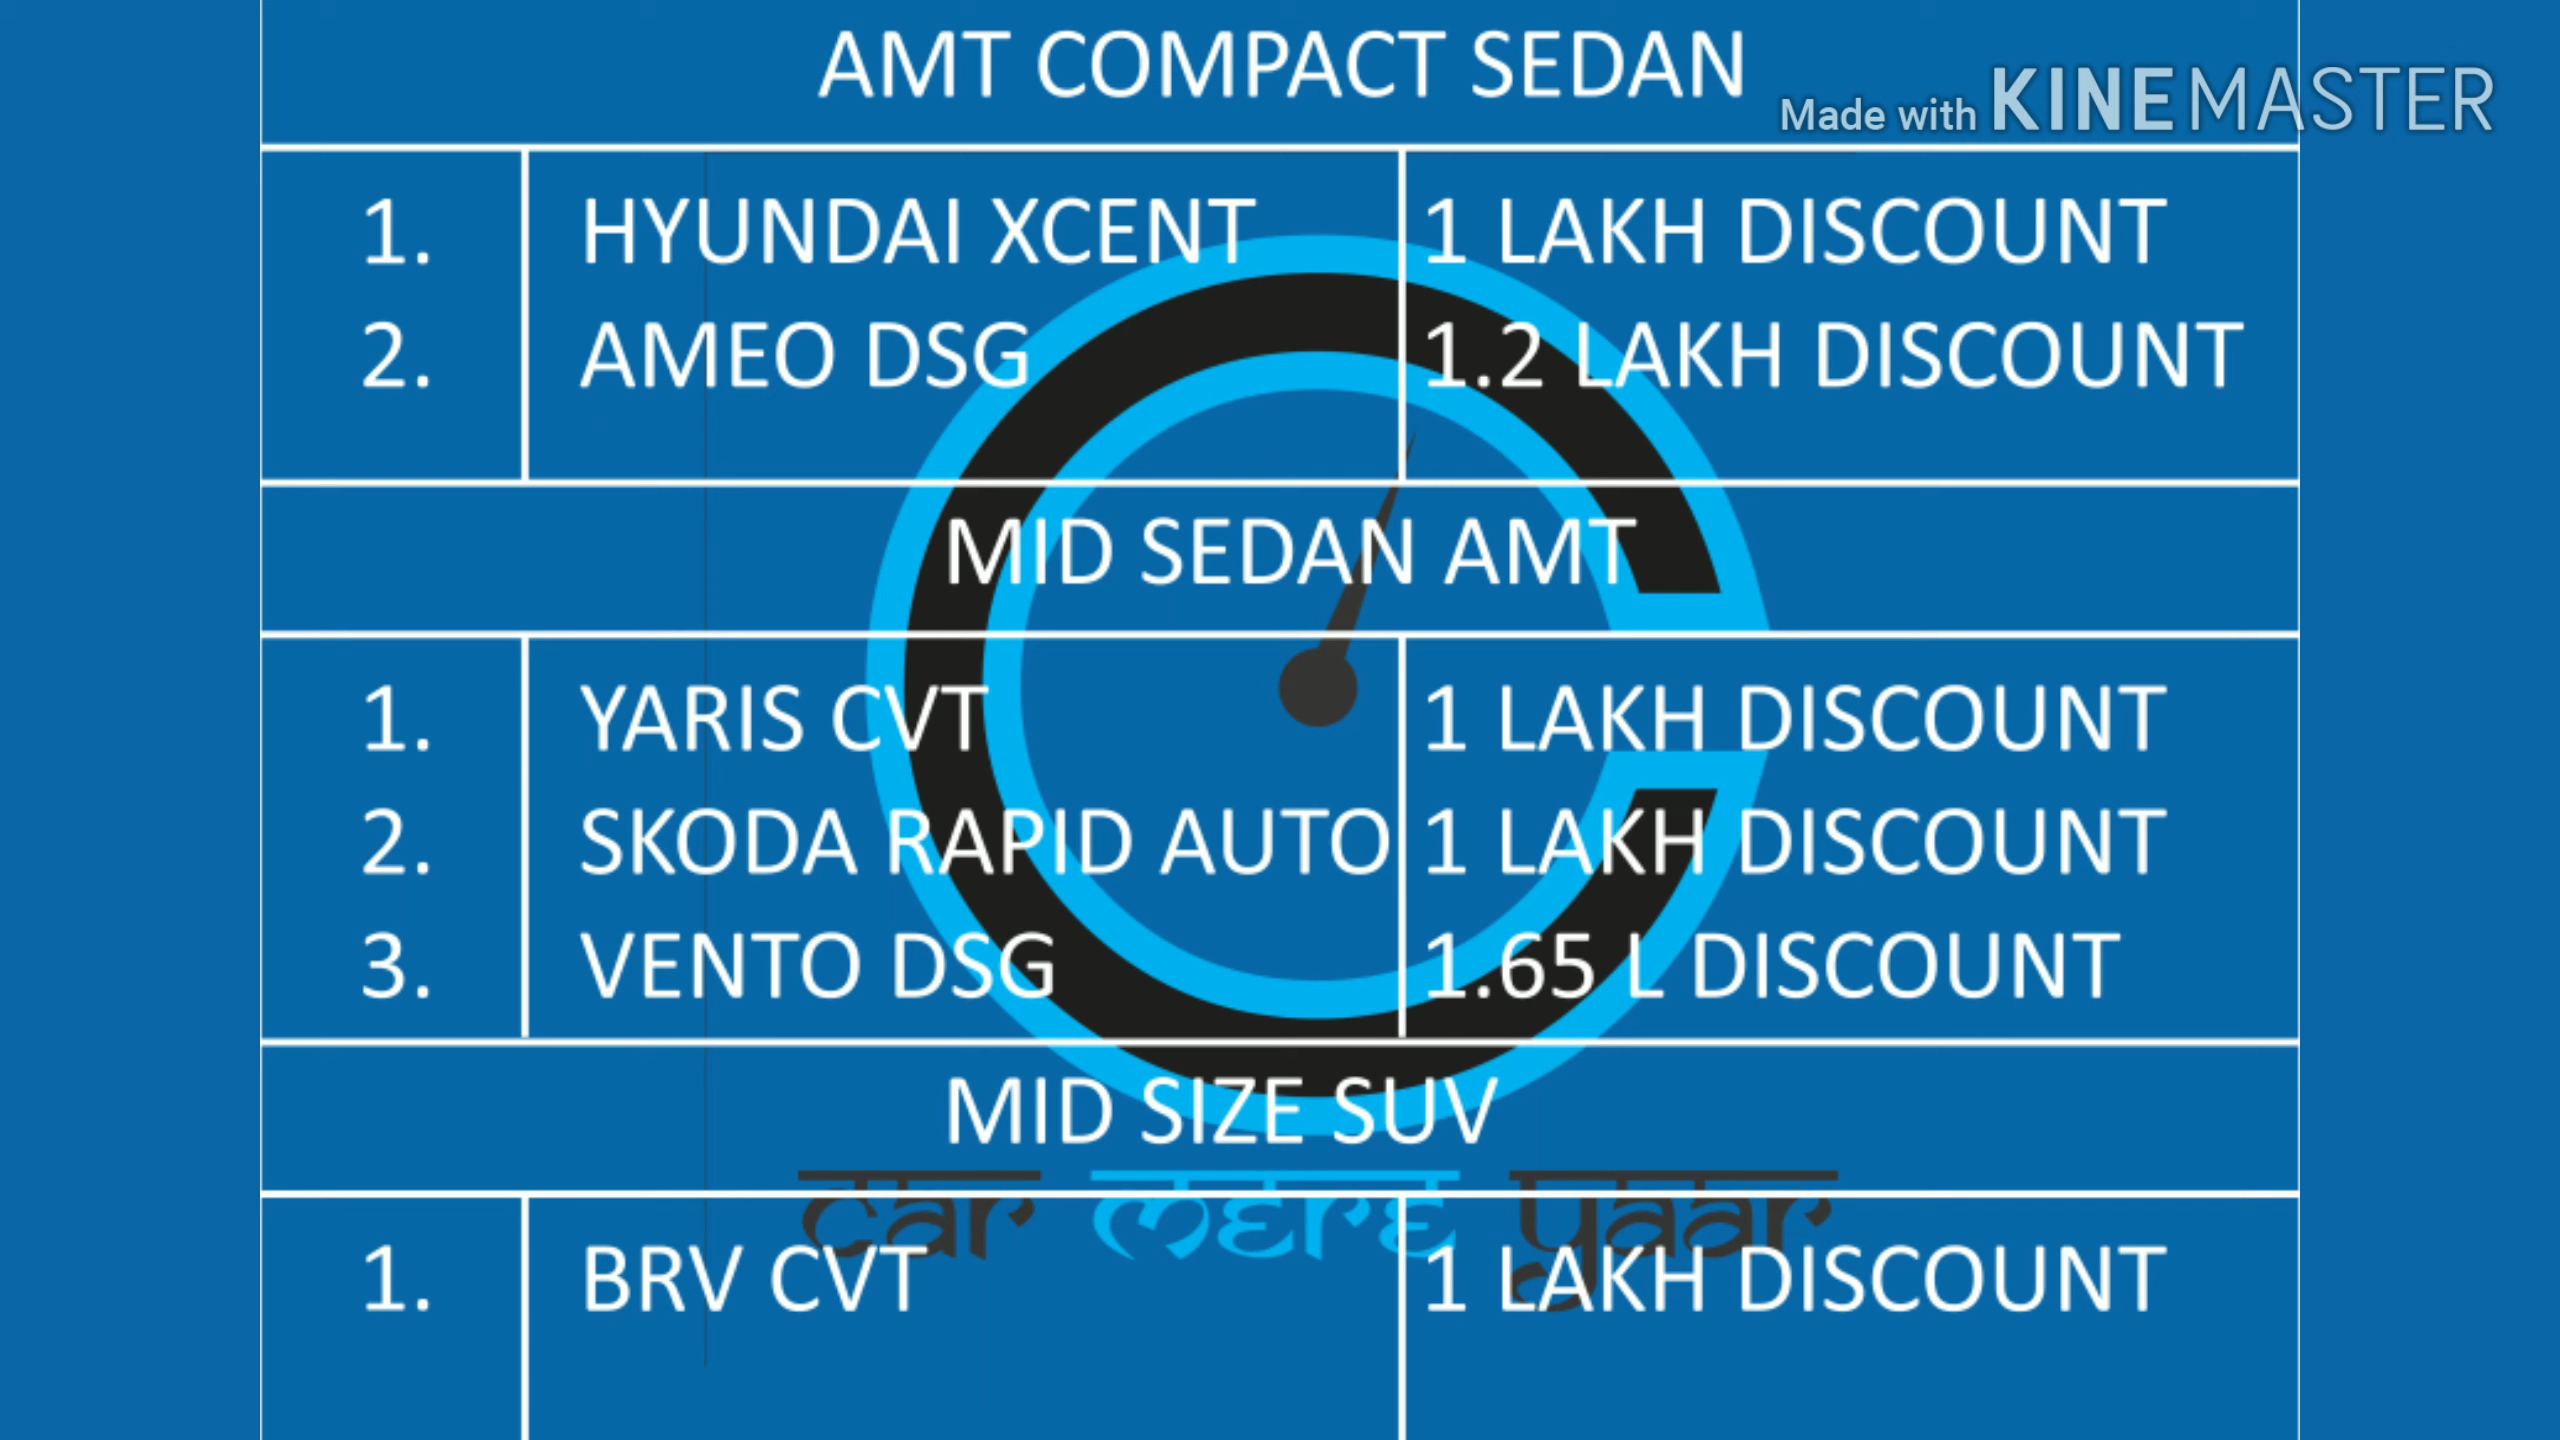 AMT COMPACT SEDAN
Made with KINEMASTER
1. HYUNDAI XCENT 1 LAKH DISCOUNT
2. AMEO DSG 1.2 LAKH DISCOUNT
MID SEDAN AMT
1. YARIS CVT 1 LAKH DISCOUNT
2. SKODA RAPID AUTO 1 LAKH DISCOUNT
3. VENTO DSG 1.65 L DISCOUNT
MID SIZE SUV
car mere yaar
1. BRV CVT 1 LAKH DISCOUNT